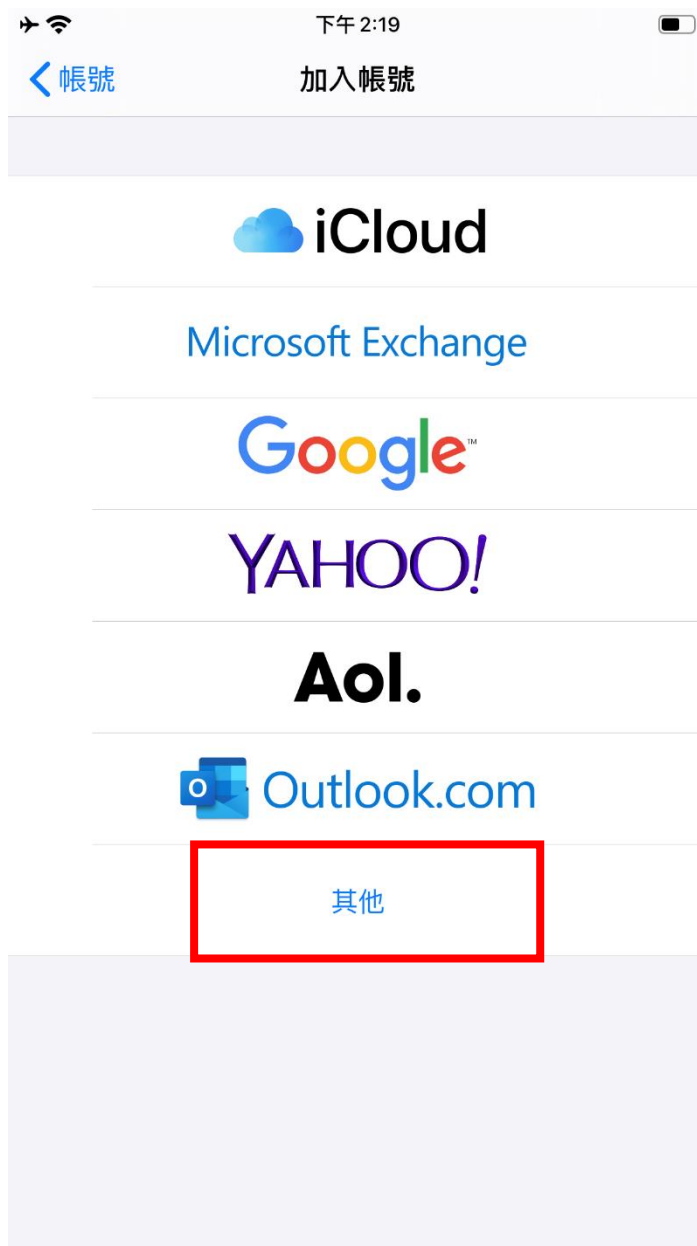 下午 2:19
帳號
加入帳號
iCloud
Microsoft Exchange
Google™
YAHOO!
Aol.
Outlook.com
其他